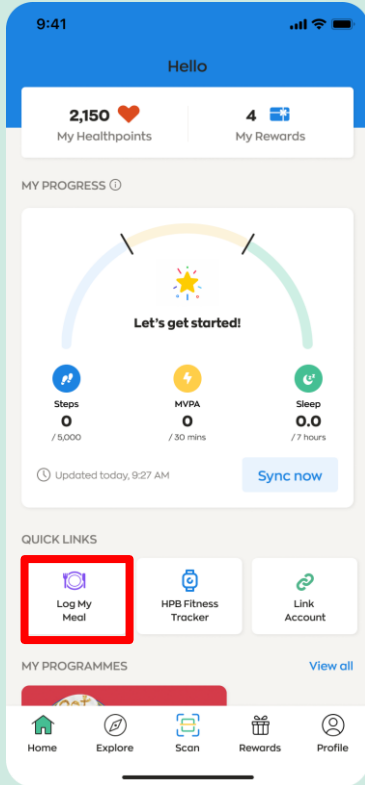 9:41
Hello
2,150
4
My Healthpoints
My Rewards
MY PROGRESS
Let's get started!
Steps
MVPA
Sleep
0
0
0.0
/ 5,000
/ 30 mins
/ 7 hours
Updated today, 9:27 AM
Sync now
QUICK LINKS
Log My
Meal
HPB Fitness
Tracker
Link
Account
MY PROGRAMMES
View all
Home
Explore
Scan
Rewards
Profile